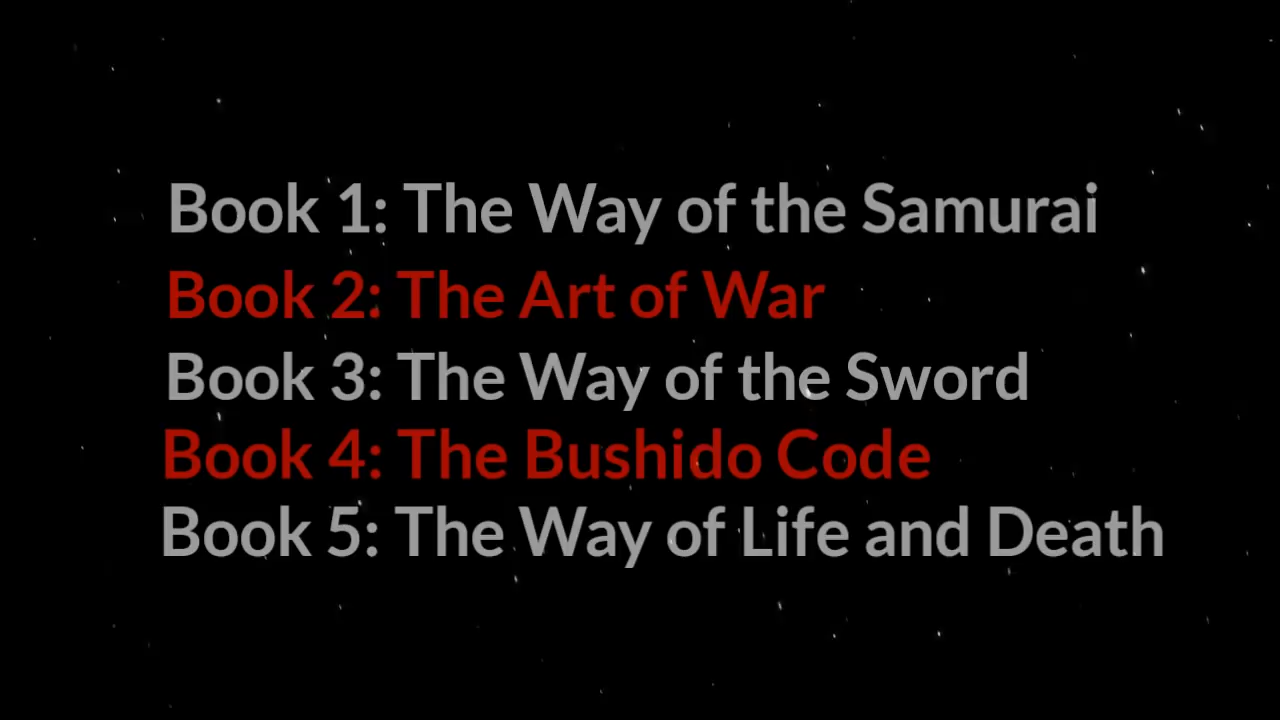 Book 1: The Way of the Samurai
Book 2: The Art of War
Book 3: The Way of the Sword
Book 4: The Bushido Code
Book 5: The Way of Life and Death